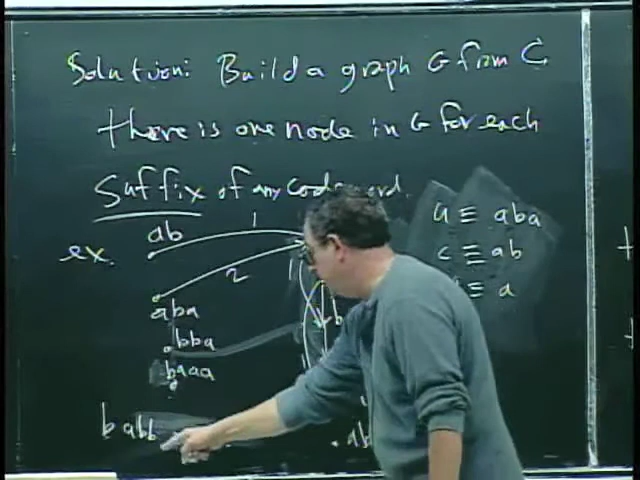 Solution: Build a graph G from C
there is one node in G for each
Suffix of any codeword.
ex. ab 1
2
aba
bba
baaa
b abb
u ≡ aba
c ≡ ab
≡ a